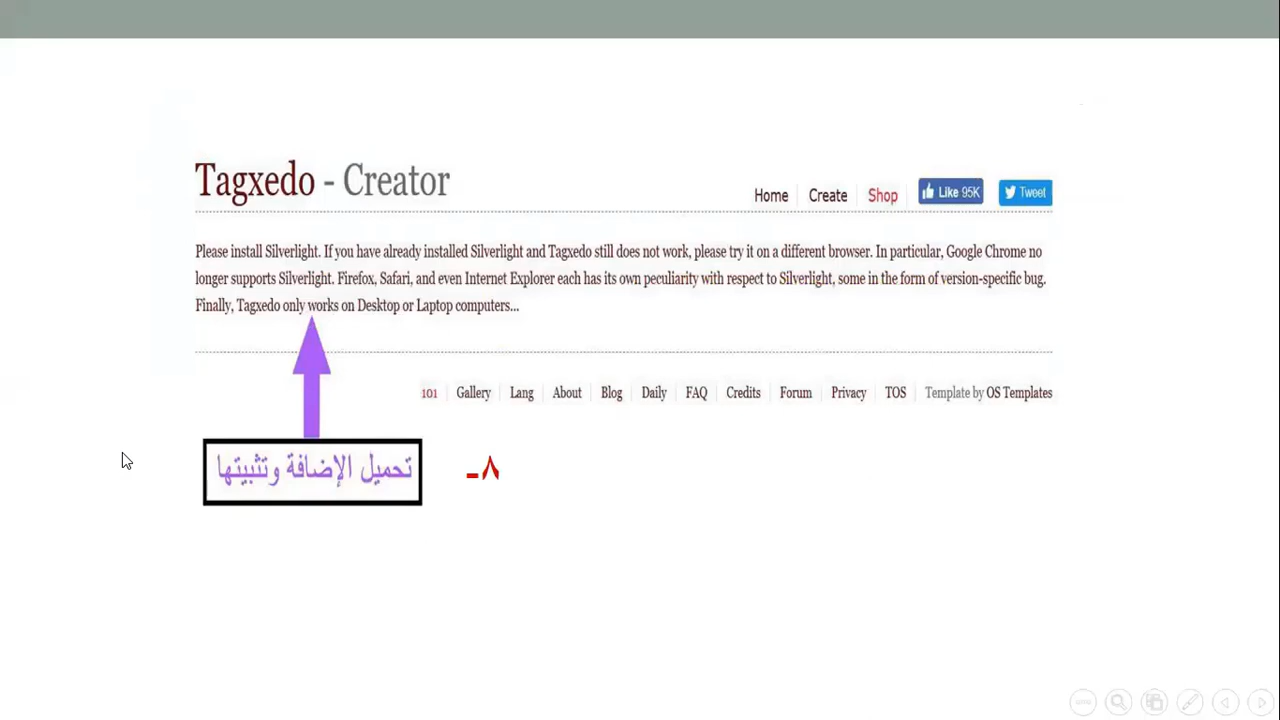 Tagxedo - Creator
Home Create Shop Like 95K Tweet
Please install Silverlight. If you have already installed Silverlight and Tagxedo still does not work, please try it on a different browser. In particular, Google Chrome no
longer supports Silverlight. Firefox, Safari, and even Internet Explorer each has its own peculiarity with respect to Silverlight, some in the form of version-specific bug.
Finally, Tagxedo only works on Desktop or Laptop computers...
101 Gallery Lang About Blog Daily FAQ Credits Forum Privacy TOS Template by OS Templates
٨-
تحميل الإضافة وتثبيتها